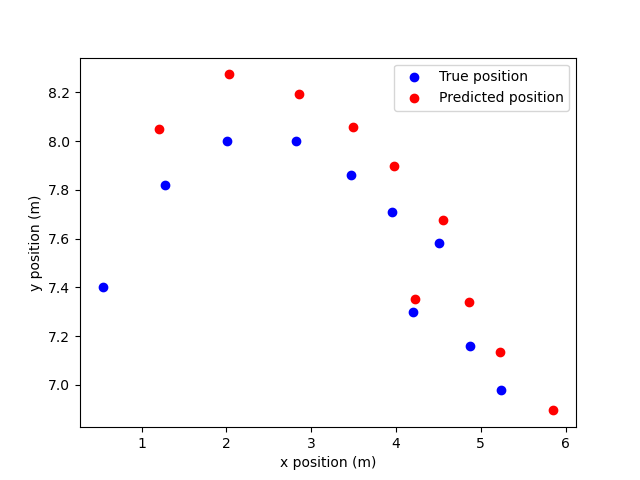 True position
Predicted position
8.2
8.0
7.8
7.6
7.4
7.2
7.0
y position (m)
1 2 3 4 5 6
x position (m)